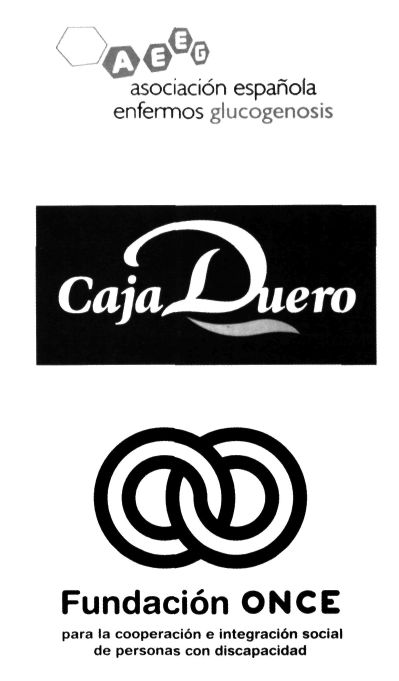 AEEG
asociación española
enfermos glucogenosis
Caja Duero
Fundación ONCE
para la cooperación e integración social
de personas con discapacidad